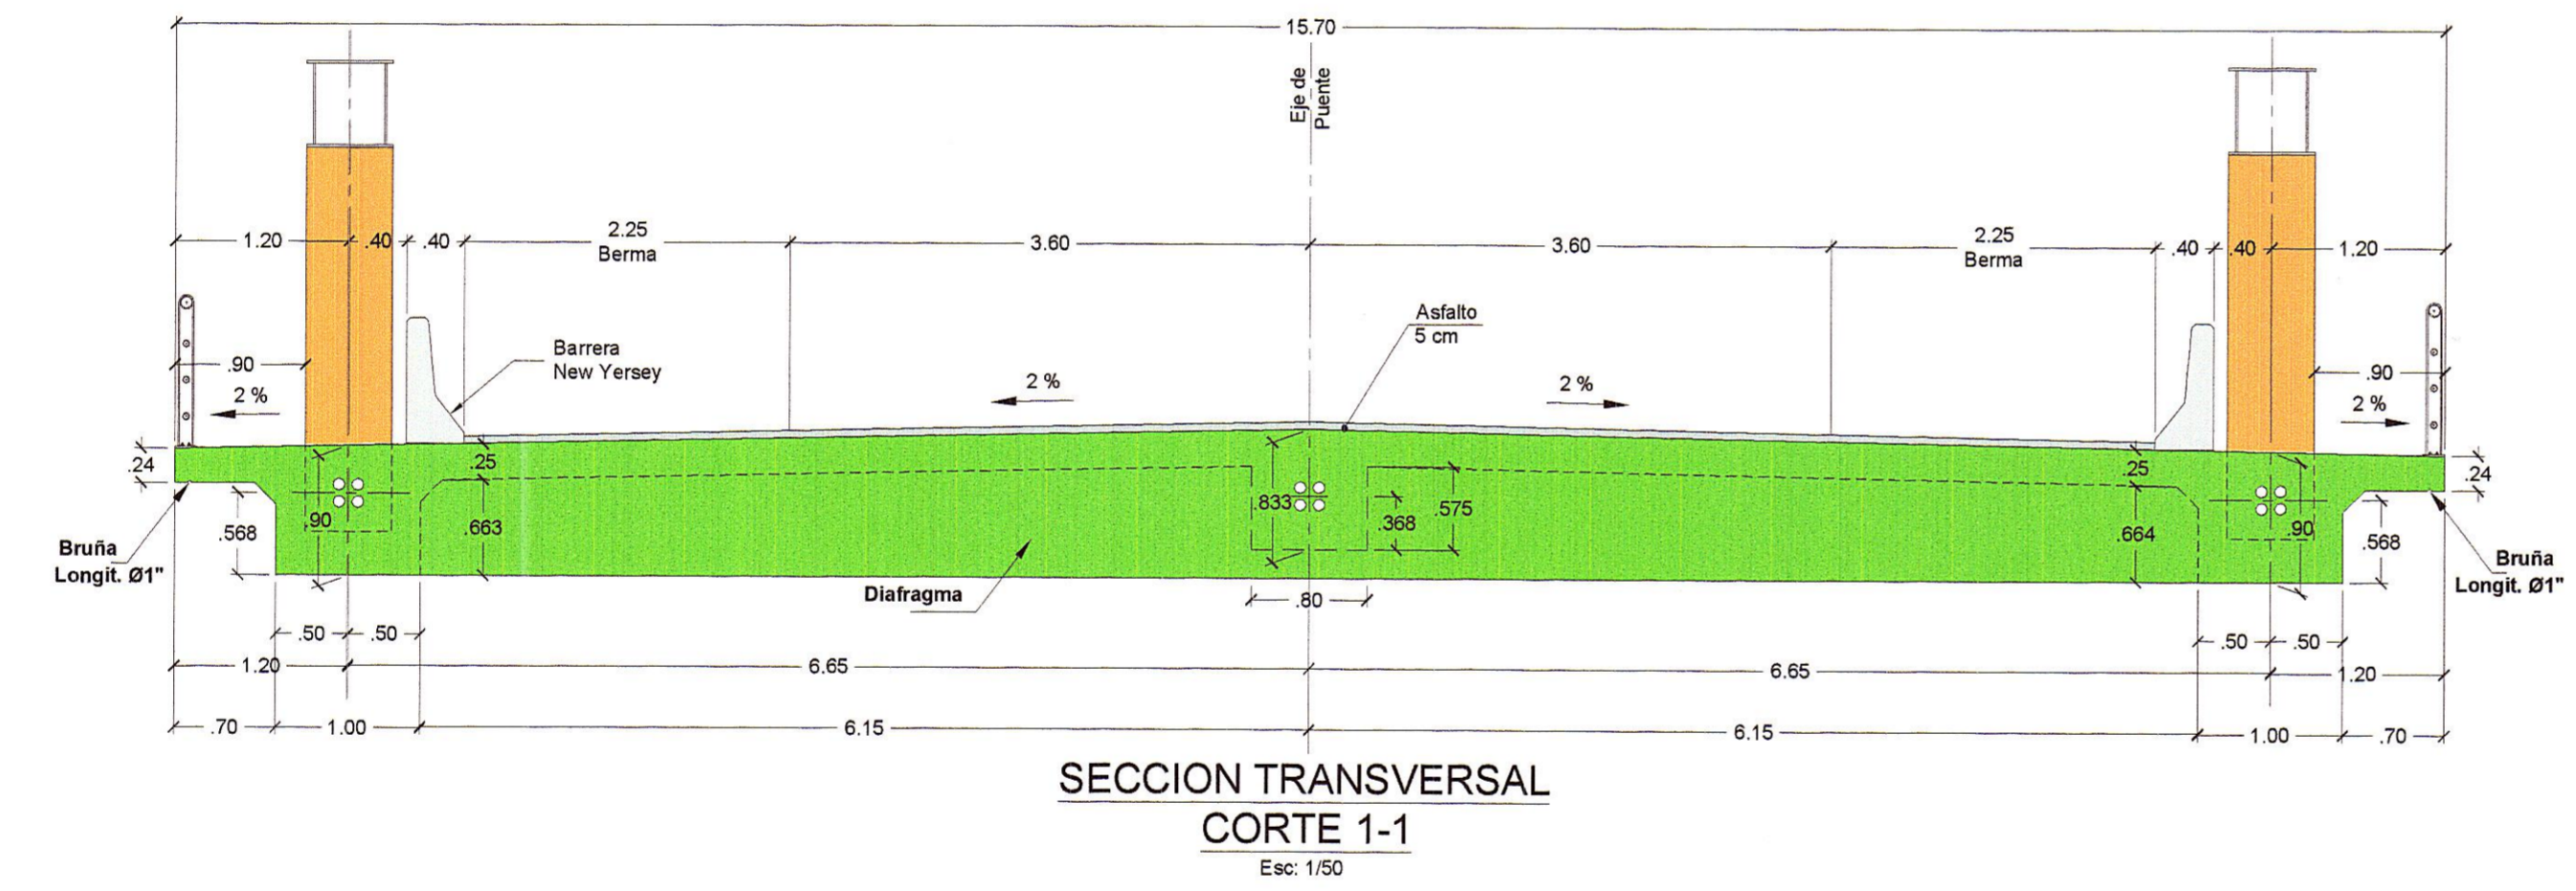 15.70
Eje de
Puente
1.20
.40
.40
2.25
Berma
3.60
3.60
2.25
Berma
.40
.40
1.20
Asfalto
5 cm
Barrera
New Yersey
.90
2 %
2 %
2 %
.90
2 %
.24
.25
.25
.24
.568
.90
.663
.833
.368
.575
.664
.90
.568
Bruña
Longit. Ø1"
Diafragma
Bruña
Longit. Ø1"
.80
.50
.50
.50
.50
1.20
6.65
6.65
1.20
.70
1.00
6.15
6.15
1.00
.70
SECCION TRANSVERSAL
CORTE 1-1
Esc: 1/50